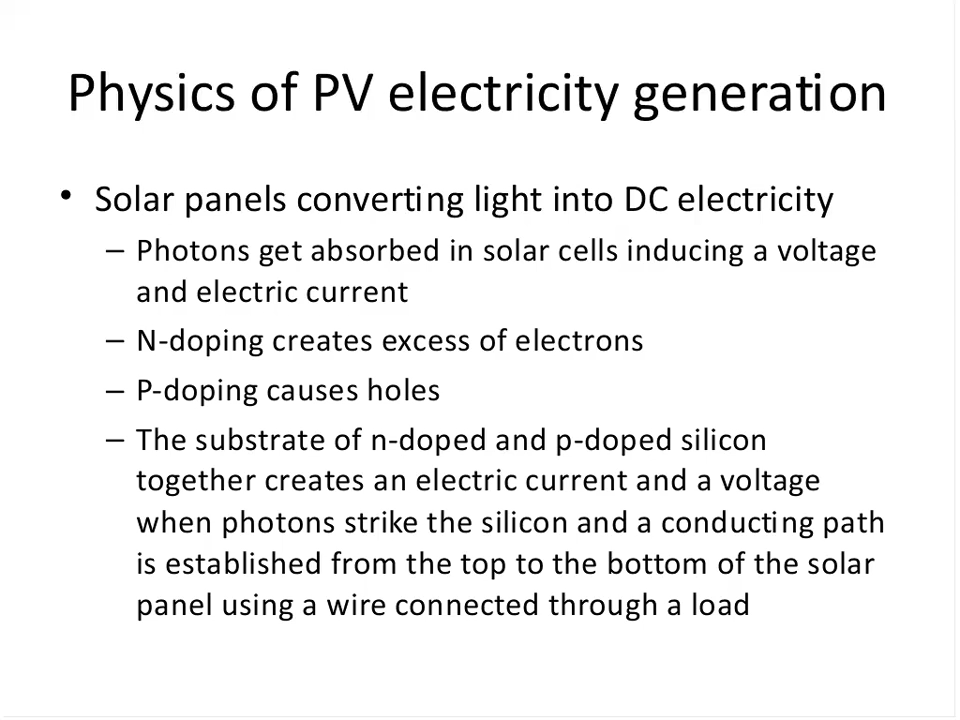 Physics of PV electricity generation
• Solar panels converting light into DC electricity
– Photons get absorbed in solar cells inducing a voltage
and electric current
– N-doping creates excess of electrons
– P-doping causes holes
– The substrate of n-doped and p-doped silicon
together creates an electric current and a voltage
when photons strike the silicon and a conducting path
is established from the top to the bottom of the solar
panel using a wire connected through a load